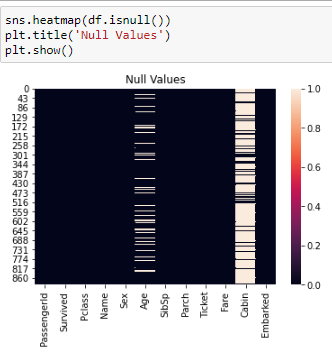 sns.heatmap(df.isnull())
plt.title('Null Values')
plt.show()
Null Values
0
43
86
129
172
215
258
301
344
387
430
473
516
559
602
645
688
731
774
817
860
1.0
0.8
0.6
0.4
0.2
0.0
PassengerId
Survived
Pclass
Name
Sex
Age
SibSp
Parch
Ticket
Fare
Cabin
Embarked